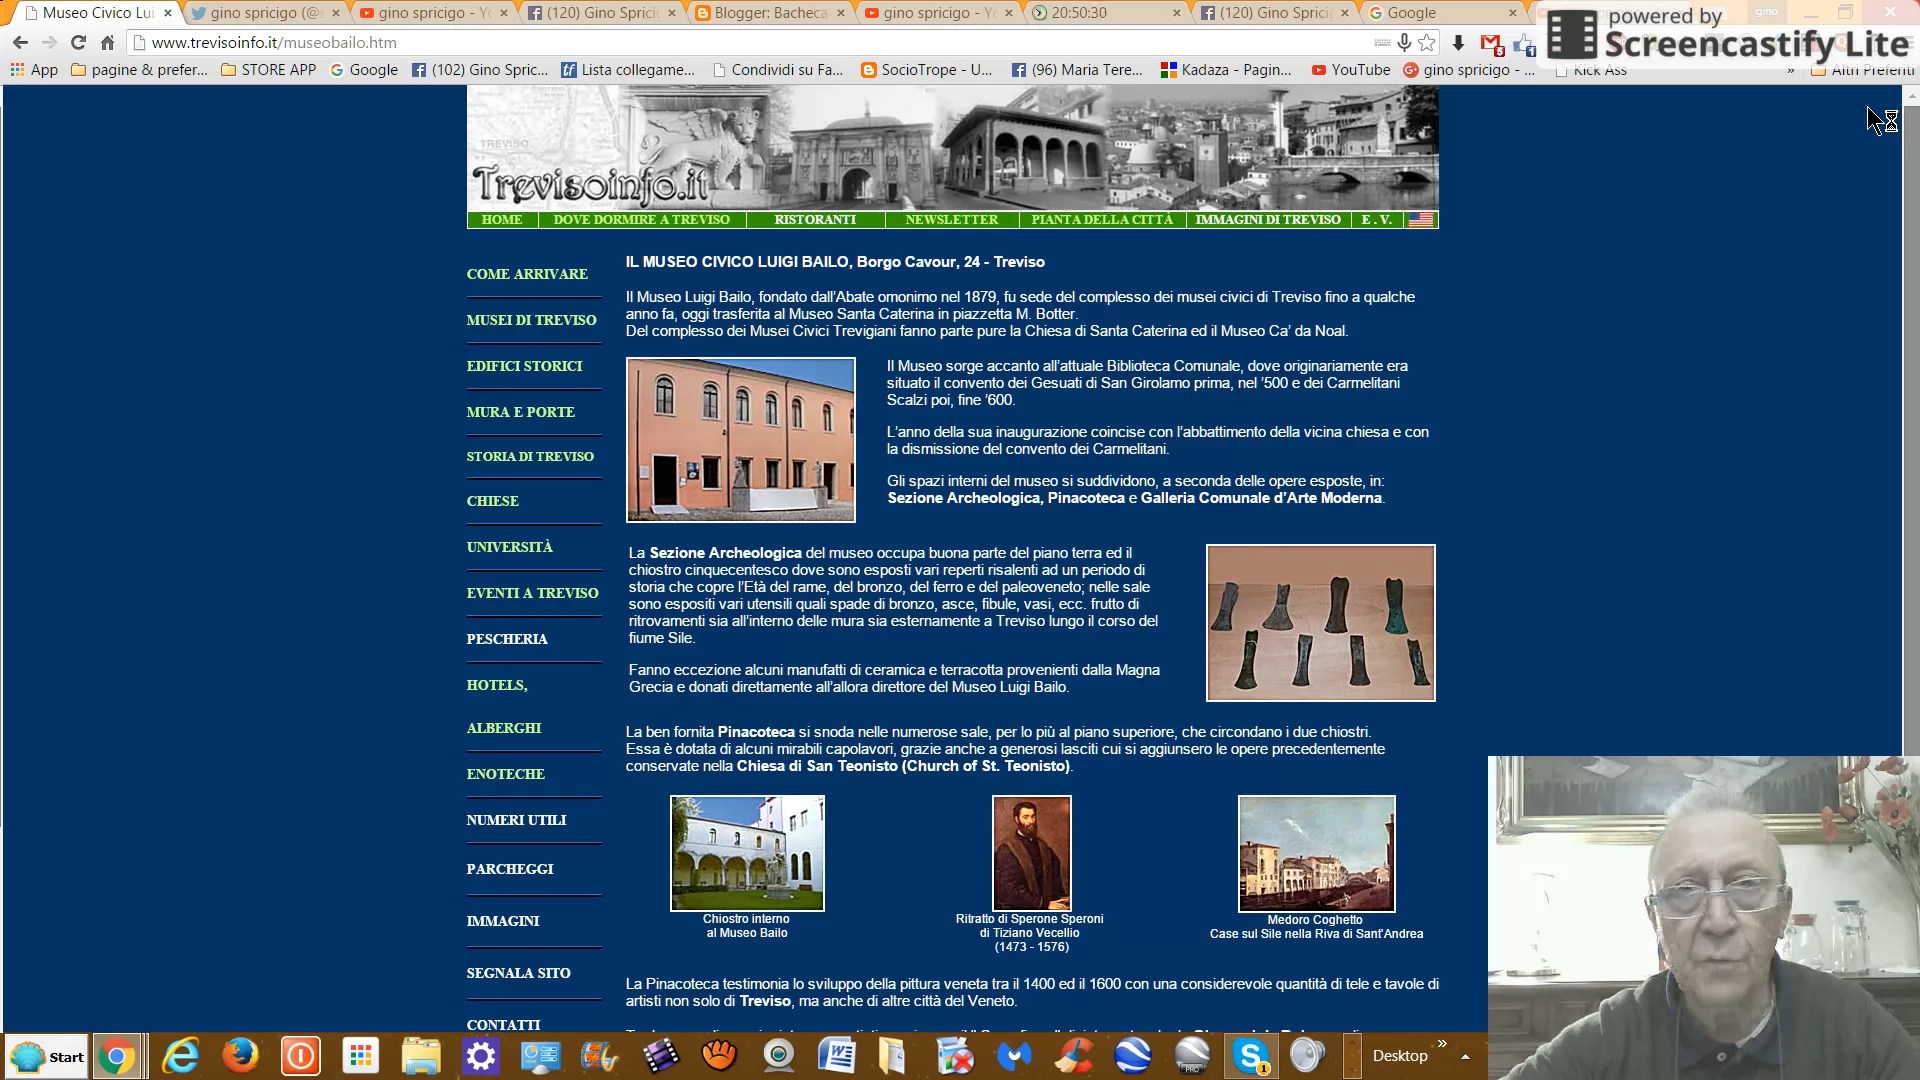 Museo Civico Lui
gino spricigo (@
gino spricigo - Yo
(120) Gino Spricig
Blogger: Bacheca
gino spricigo - Yo
20:50:30
(120) Gino Spricig
Google
gino
powered by
Screencastify Lite
www.trevisoinfo.it/museobailo.htm
App
pagine & prefer...
STORE APP
Google
(102) Gino Spric...
Lista collegame...
Condividi su Fa...
SocioTrope - U...
(96) Maria Tere...
Kadaza - Pagin...
YouTube
gino spricigo - ...
Kick Ass
»
Altri Preferiti
TREVISO
Trevisoinfo.it
HOME
DOVE DORMIRE A TREVISO
RISTORANTI
NEWSLETTER
PIANTA DELLA CITTÀ
IMMAGINI DI TREVISO
E . V.
COME ARRIVARE
MUSEI DI TREVISO
EDIFICI STORICI
MURA E PORTE
STORIA DI TREVISO
CHIESE
UNIVERSITÀ
EVENTI A TREVISO
PESCHERIA
HOTELS,
ALBERGHI
ENOTECHE
NUMERI UTILI
PARCHEGGI
IMMAGINI
SEGNALA SITO
CONTATTI
IL MUSEO CIVICO LUIGI BAILO, Borgo Cavour, 24 - Treviso
Il Museo Luigi Bailo, fondato dall'Abate omonimo nel 1879, fu sede del complesso dei musei civici di Treviso fino a qualche
anno fa, oggi trasferita al Museo Santa Caterina in piazzetta M. Botter.
Del complesso dei Musei Civici Trevigiani fanno parte pure la Chiesa di Santa Caterina ed il Museo Ca' da Noal.
Il Museo sorge accanto all'attuale Biblioteca Comunale, dove originariamente era
situato il convento dei Gesuati di San Girolamo prima, nel '500 e dei Carmelitani
Scalzi poi, fine '600.
L'anno della sua inaugurazione coincise con l'abbattimento della vicina chiesa e con
la dismissione del convento dei Carmelitani.
Gli spazi interni del museo si suddividono, a seconda delle opere esposte, in:
Sezione Archeologica, Pinacoteca e Galleria Comunale d'Arte Moderna.
La Sezione Archeologica del museo occupa buona parte del piano terra ed il
chiostro cinquecentesco dove sono esposti vari reperti risalenti ad un periodo di
storia che copre l'Età del rame, del bronzo, del ferro e del paleoveneto; nelle sale
sono espositi vari utensili quali spade di bronzo, asce, fibule, vasi, ecc. frutto di
ritrovamenti sia all'interno delle mura sia esternamente a Treviso lungo il corso del
fiume Sile.
Fanno eccezione alcuni manufatti di ceramica e terracotta provenienti dalla Magna
Grecia e donati direttamente all'allora direttore del Museo Luigi Bailo.
La ben fornita Pinacoteca si snoda nelle numerose sale, per lo più al piano superiore, che circondano i due chiostri.
Essa è dotata di alcuni mirabili capolavori, grazie anche a generosi lasciti cui si aggiunsero le opere precedentemente
conservate nella Chiesa di San Teonisto (Church of St. Teonisto).
Chiostro interno
al Museo Bailo
Ritratto di Sperone Speroni
di Tiziano Vecellio
(1473 - 1576)
Medoro Coghetto
Case sul Sile nella Riva di Sant'Andrea
La Pinacoteca testimonia lo sviluppo della pittura veneta tra il 1400 ed il 1600 con una considerevole quantità di tele e tavole di
artisti non solo di Treviso, ma anche di altre città del Veneto.
Start
PRO
1
Desktop
»